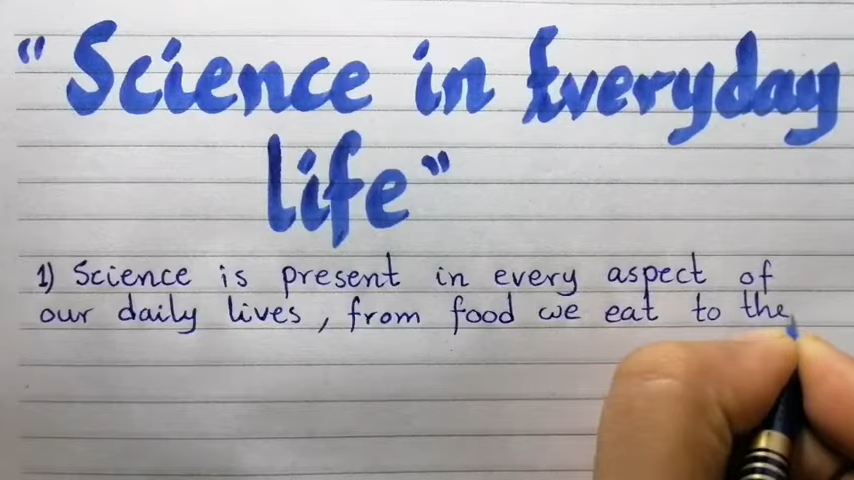 "Science in Everyday
life"
1) Science is present in every aspect of
our daily lives, from food we eat to the